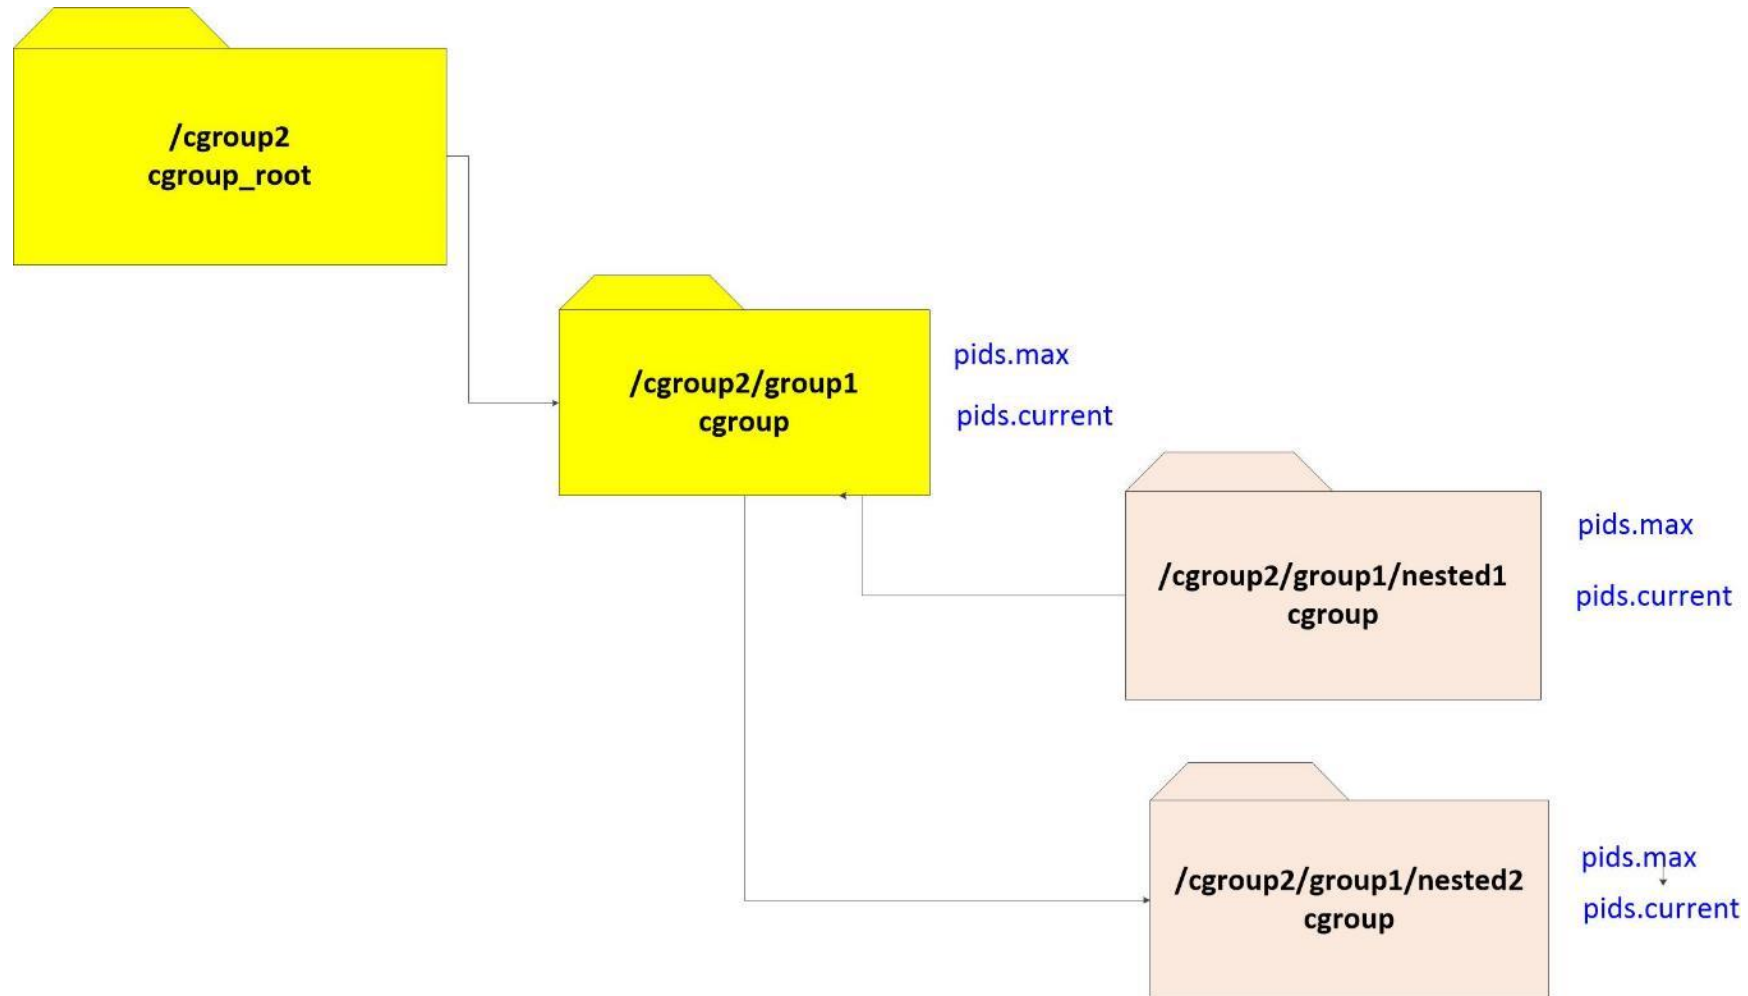 /cgroup2
cgroup_root
/cgroup2/group1
cgroup
pids.max
pids.current
/cgroup2/group1/nested1
cgroup
pids.max
pids.current
/cgroup2/group1/nested2
cgroup
pids.max
pids.current